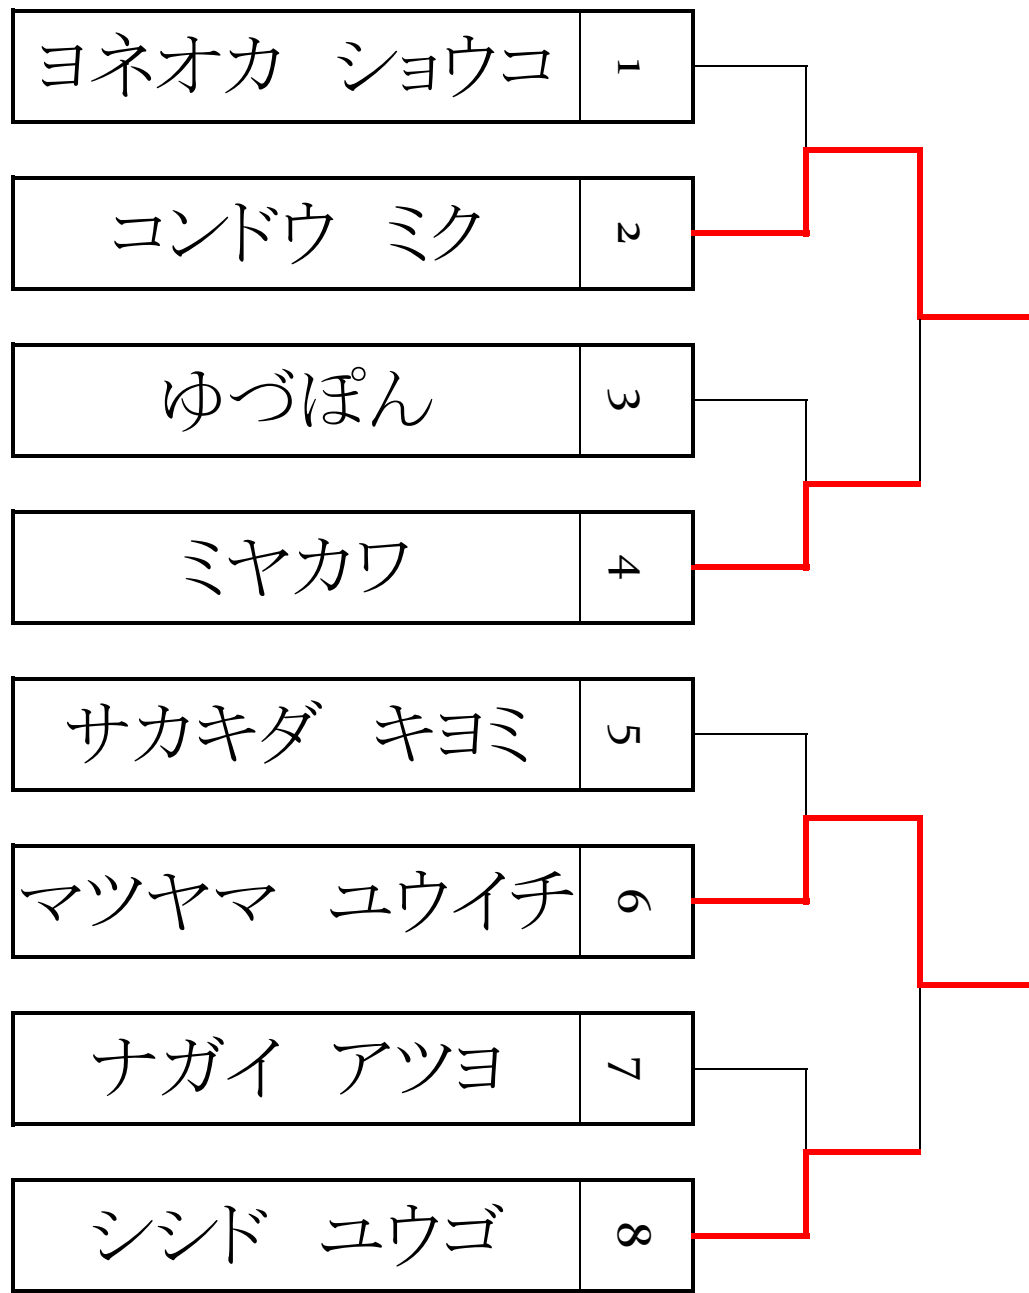 ヨネオカ　ショウコ 1
コンドウ　ミク 2
ゆづぽん 3
ミヤカワ 4
サカキダ　キヨミ 5
マツヤマ　ユウイチ 6
ナガイ　アツヨ 7
シシド　ユウゴ 8